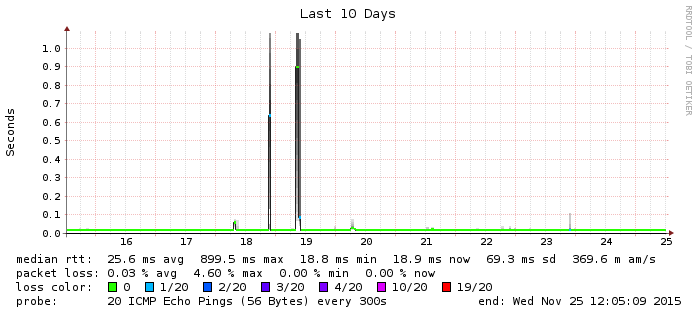 Last 10 Days
RRDTOOL / TOBI OETIKER
Seconds
1.0
0.9
0.8
0.7
0.6
0.5
0.4
0.3
0.2
0.1
0.0
16 17 18 19 20 21 22 23 24 25
median rtt: 25.6 ms avg 899.5 ms max 18.8 ms min 18.9 ms now 69.3 ms sd 369.6 m am/s
packet loss: 0.03 % avg 4.60 % max 0.00 % min 0.00 % now
loss color: 0 1/20 2/20 3/20 4/20 10/20 19/20
probe: 20 ICMP Echo Pings (56 Bytes) every 300s end: Wed Nov 25 12:05:09 2015